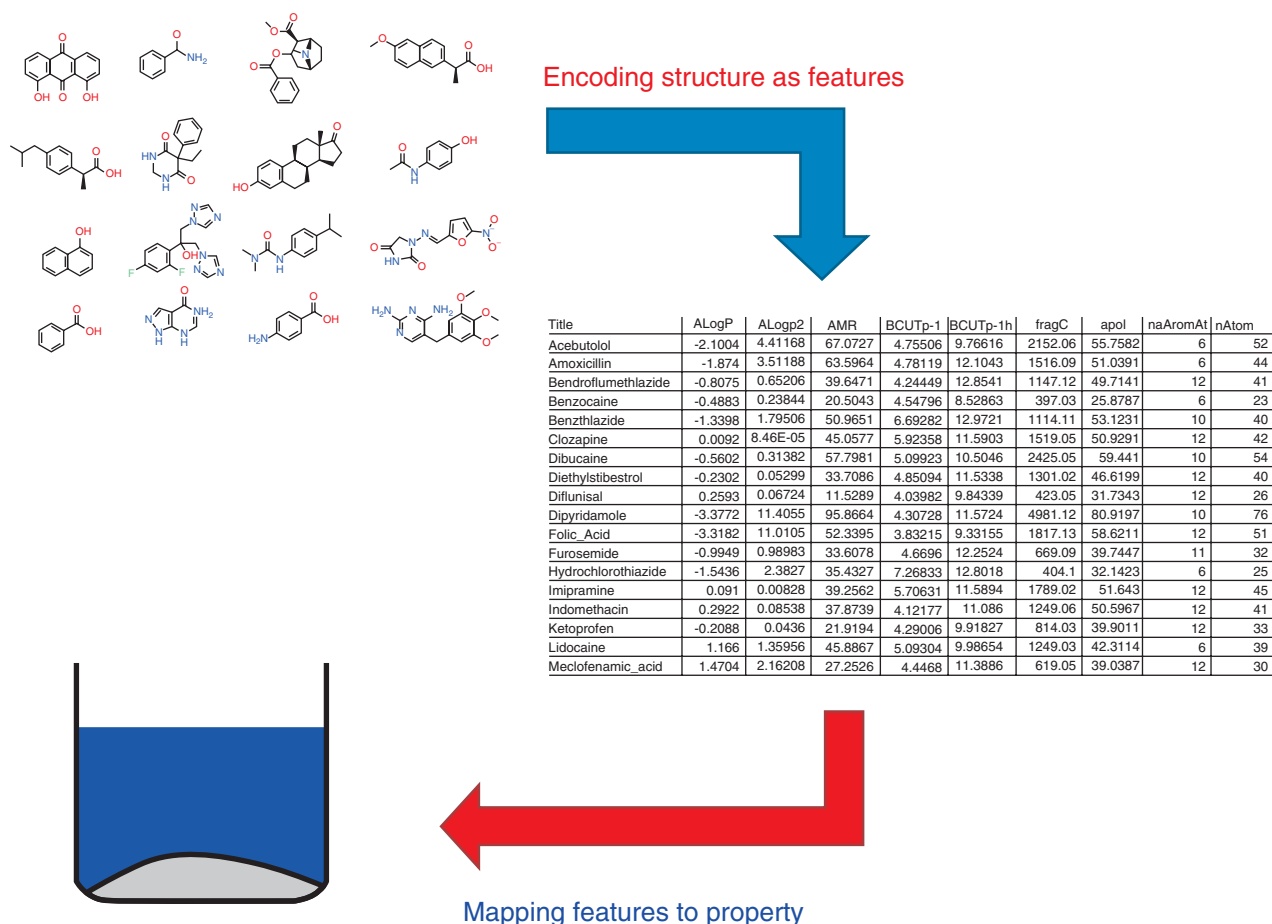 O
O
OH
O
OH
O
NH2
O
O
O
O
N
O
OH
O
O
OH
O
HN
N
H
O
O
HO
O
N
H
OH
OH
N
N
N
OH
N
N
N
F
F
O
N
N
H
O
HN
O
N
N
O
N+
O
O-
O
OH
O
NH2
N
N
H
N
H
O
OH
H2N
H2N
N
NH2
N
O
O
O
Encoding structure as features
Title ALogP ALogp2 AMR BCUTp-1 BCUTp-1h fragC apol naAromAt nAtom
Acebutolol -2.1004 4.41168 67.0727 4.75506 9.76616 2152.06 55.7582 6 52
Amoxicillin -1.874 3.51188 63.5964 4.78119 12.1043 1516.09 51.0391 6 44
Bendroflumethlazide -0.8075 0.65206 39.6471 4.24449 12.8541 1147.12 49.7141 12 41
Benzocaine -0.4883 0.23844 20.5043 4.54796 8.52863 397.03 25.8787 6 23
Benzthlazide -1.3398 1.79506 50.9651 6.69282 12.9721 1114.11 53.1231 10 40
Clozapine 0.0092 8.46E-05 45.0577 5.92358 11.5903 1519.05 50.9291 12 42
Dibucaine -0.5602 0.31382 57.7981 5.09923 10.5046 2425.05 59.441 10 54
Diethylstibestrol -0.2302 0.05299 33.7086 4.85094 11.5338 1301.02 46.6199 12 40
Diflunisal 0.2593 0.06724 11.5289 4.03982 9.84339 423.05 31.7343 12 26
Dipyridamole -3.3772 11.4055 95.8664 4.30728 11.5724 4981.12 80.9197 10 76
Folic_Acid -3.3182 11.0105 52.3395 3.83215 9.33155 1817.13 58.6211 12 51
Furosemide -0.9949 0.98983 33.6078 4.6696 12.2524 669.09 39.7447 11 32
Hydrochlorothiazide -1.5436 2.3827 35.4327 7.26833 12.8018 404.1 32.1423 6 25
Imipramine 0.091 0.00828 39.2562 5.70631 11.5894 1789.02 51.643 12 45
Indomethacin 0.2922 0.08538 37.8739 4.12177 11.086 1249.06 50.5967 12 41
Ketoprofen -0.2088 0.0436 21.9194 4.29006 9.91827 814.03 39.9011 12 33
Lidocaine 1.166 1.35956 45.8867 5.09304 9.98654 1249.03 42.3114 6 39
Meclofenamic_acid 1.4704 2.16208 27.2526 4.4468 11.3886 619.05 39.0387 12 30
Mapping features to property